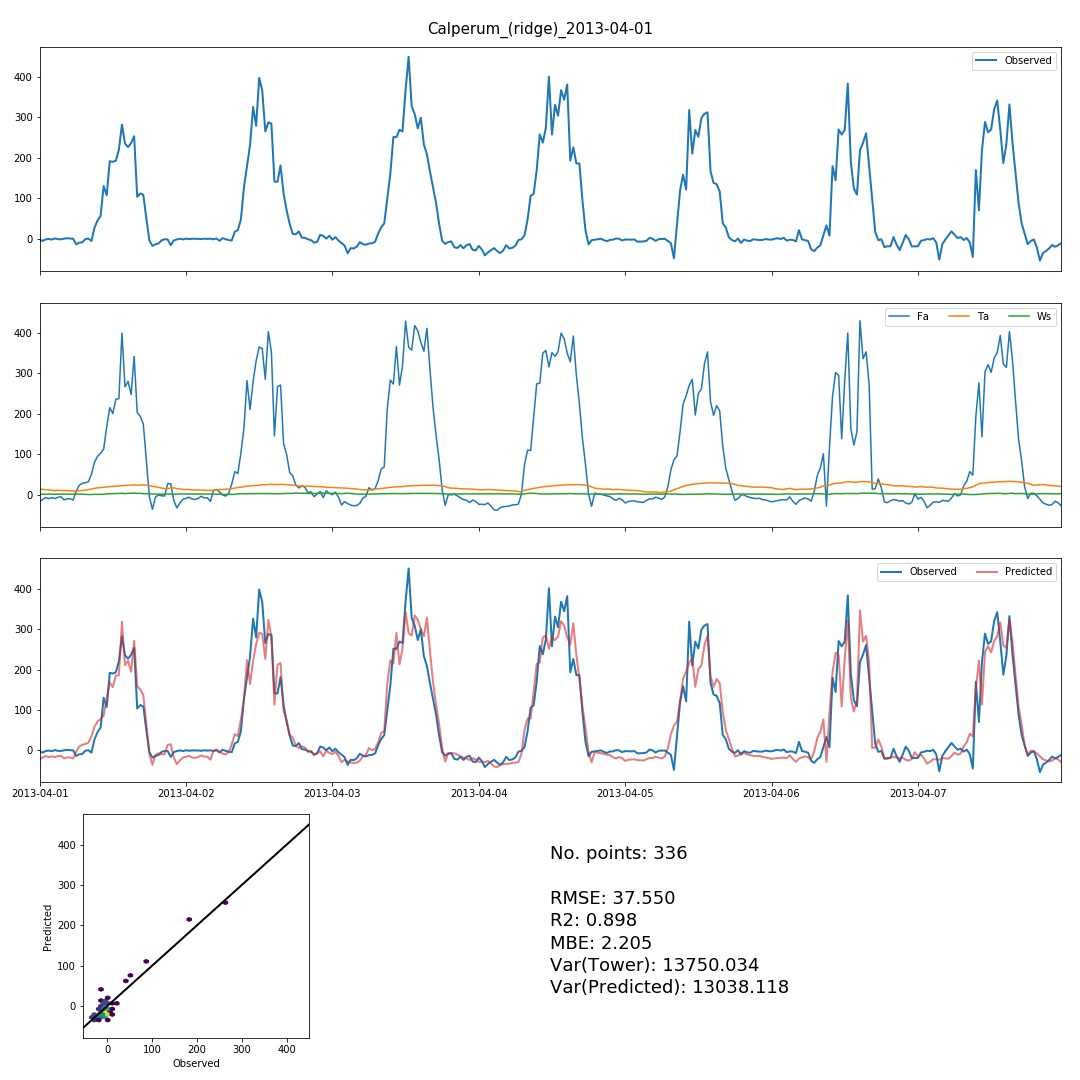 Calperum_(ridge)_2013-04-01
Observed
400
300
200
100
0
Fa Ta Ws
400
300
200
100
0
Observed Predicted
400
300
200
100
0
2013-04-01 2013-04-02 2013-04-03 2013-04-04 2013-04-05 2013-04-06 2013-04-07
400
300
200
100
0
Predicted
0 100 200 300 400
Observed
No. points: 336
RMSE: 37.550
R2: 0.898
MBE: 2.205
Var(Tower): 13750.034
Var(Predicted): 13038.118